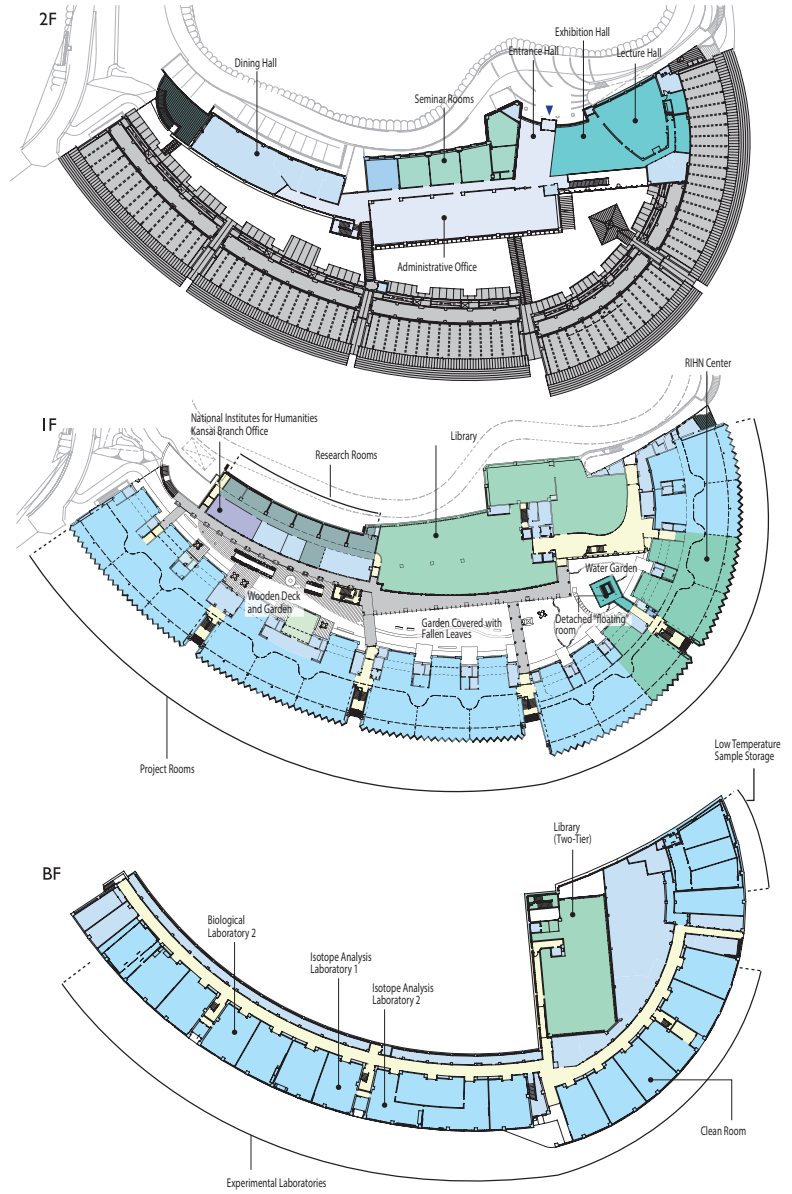 2F
Exhibition Hall
Entrance Hall
Lecture Hall
Dining Hall
Seminar Rooms
Administrative Office
RIHN Center
1F
National Institutes for Humanities
Kansai Branch Office
Library
Research Rooms
Water Garden
Wooden Deck
and Garden
Garden Covered with
Fallen Leaves
Detached "floating"
room
Project Rooms
Low Temperature
Sample Storage
Library
(Two-Tier)
BF
Biological
Laboratory 2
Isotope Analysis
Laboratory 1
Isotope Analysis
Laboratory 2
Clean Room
Experimental Laboratories